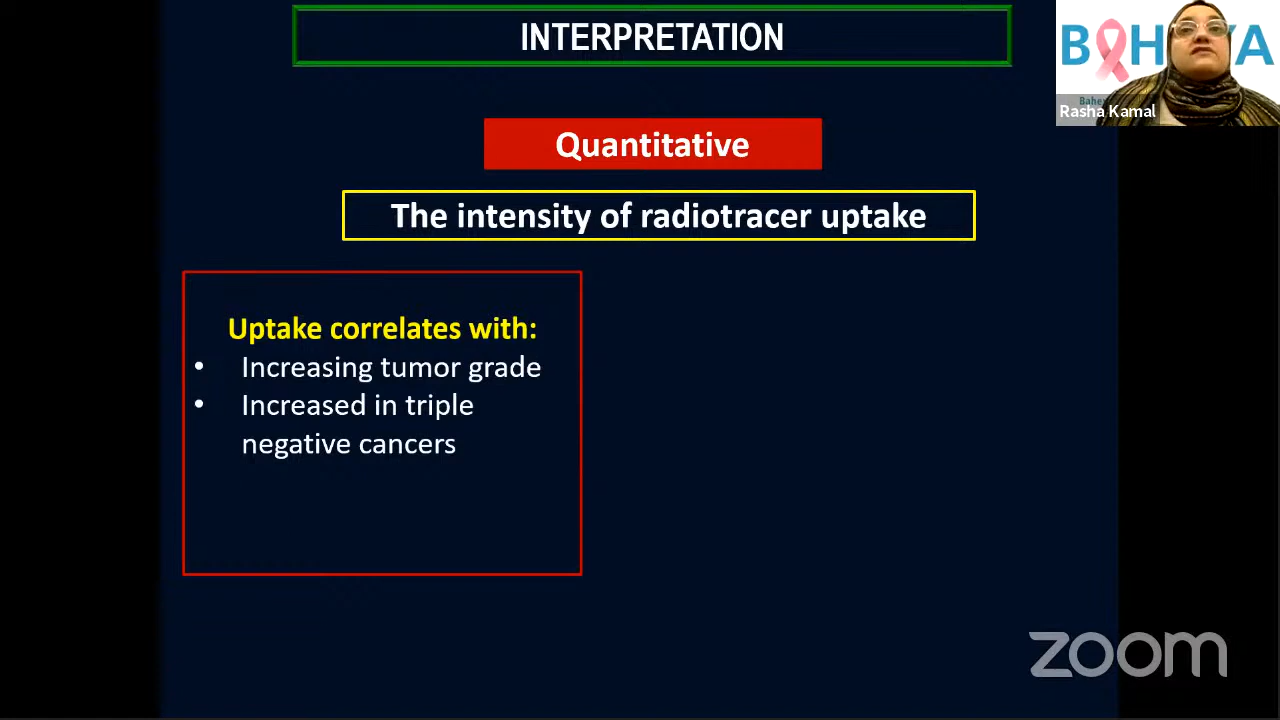 INTERPRETATION
Quantitative
The intensity of radiotracer uptake
Uptake correlates with:
• Increasing tumor grade
• Increased in triple
negative cancers
Rasha Kamal
zoom